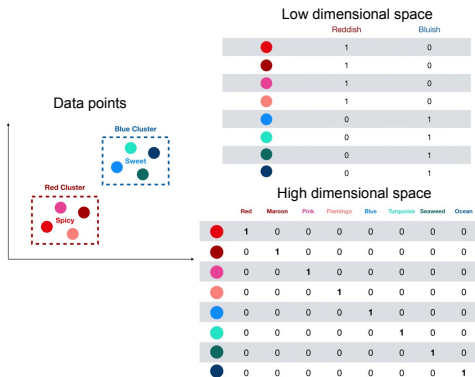 Low dimensional space
Reddish Bluish
1 0
1 0
1 0
1 0
0 1
0 1
0 1
0 1
Data points
Blue Cluster
Sweet
Red Cluster
Spicy
High dimensional space
Red Maroon Pink Flamingo Blue Turquoise Seaweed Ocean
1 0 0 0 0 0 0 0
0 1 0 0 0 0 0 0
0 0 1 0 0 0 0 0
0 0 0 1 0 0 0 0
0 0 0 0 1 0 0 0
0 0 0 0 0 1 0 0
0 0 0 0 0 0 1 0
0 0 0 0 0 0 0 1